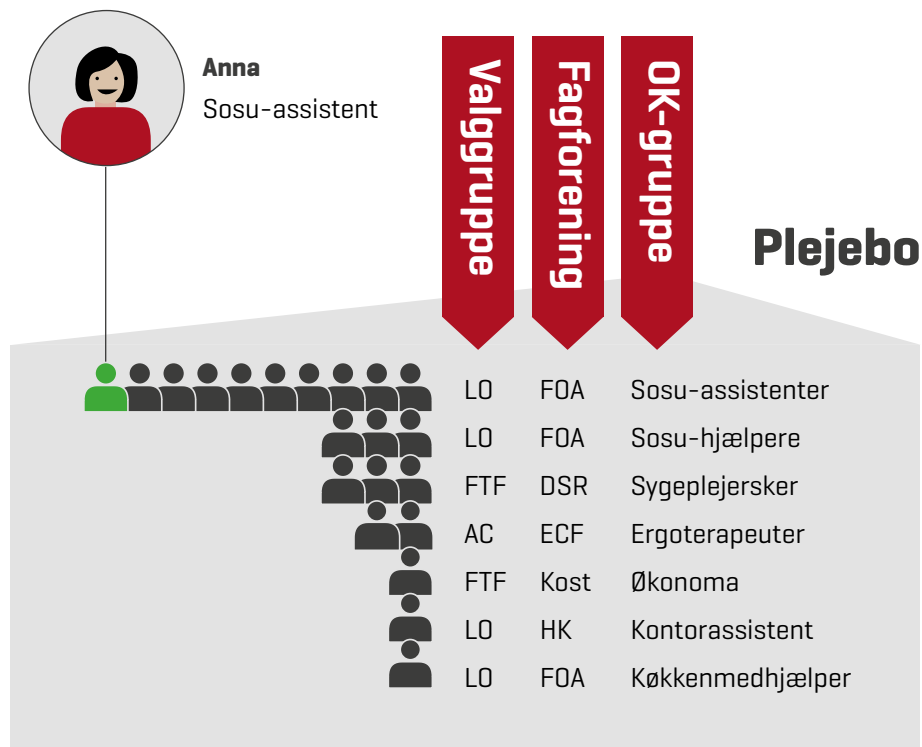 Anna
Sosu-assistent
Valggruppe
Fagforening
OK-gruppe
Plejebo
LO FOA Sosu-assistenter
LO FOA Sosu-hjælpere
FTF DSR Sygeplejersker
AC ECF Ergoterapeuter
FTF Kost Økonoma
LO HK Kontorassistent
LO FOA Køkkenmedhjælper